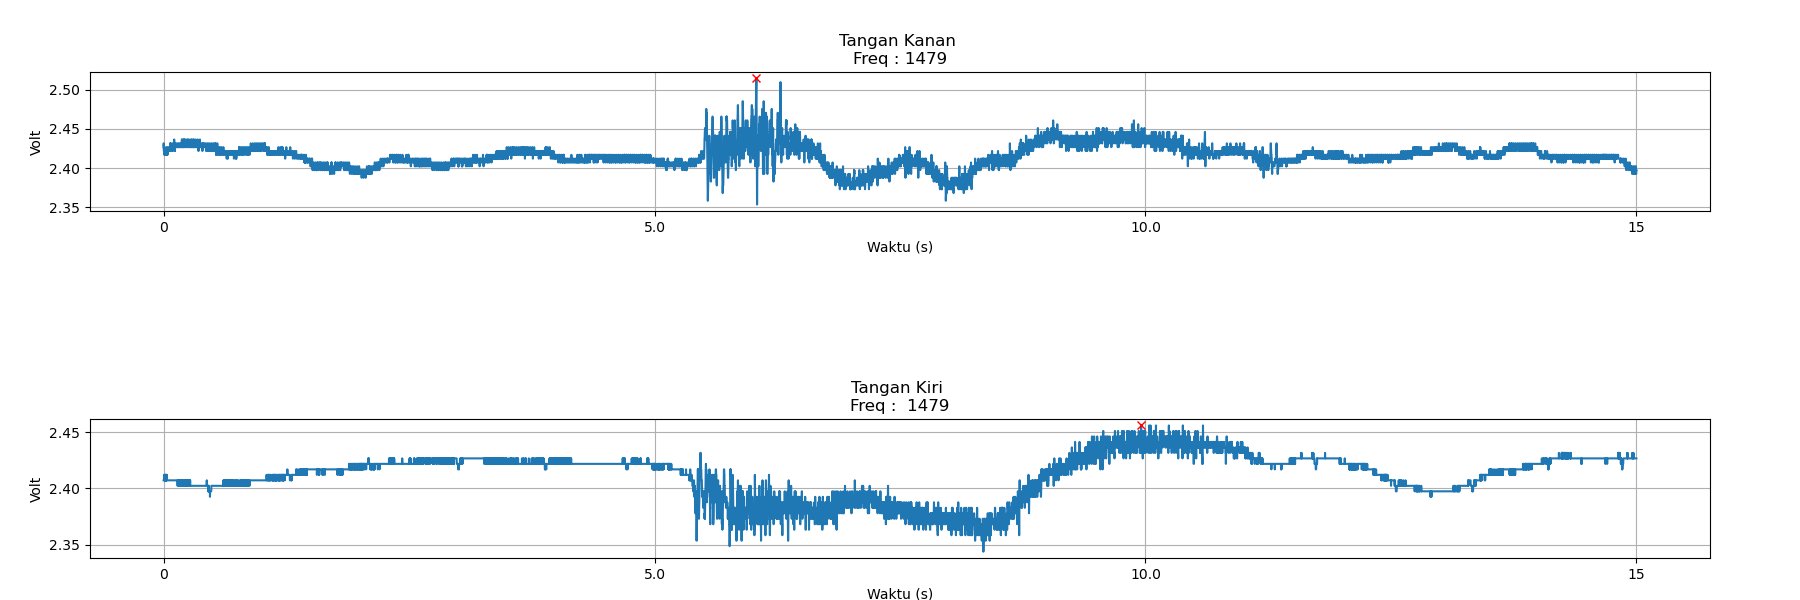 Tangan Kanan
Freq : 1479
Volt
2.50
2.45
2.40
2.35
0
5.0
10.0
15
Waktu (s)
Tangan Kiri
Freq :  1479
Volt
2.45
2.40
2.35
0
5.0
10.0
15
Waktu (s)